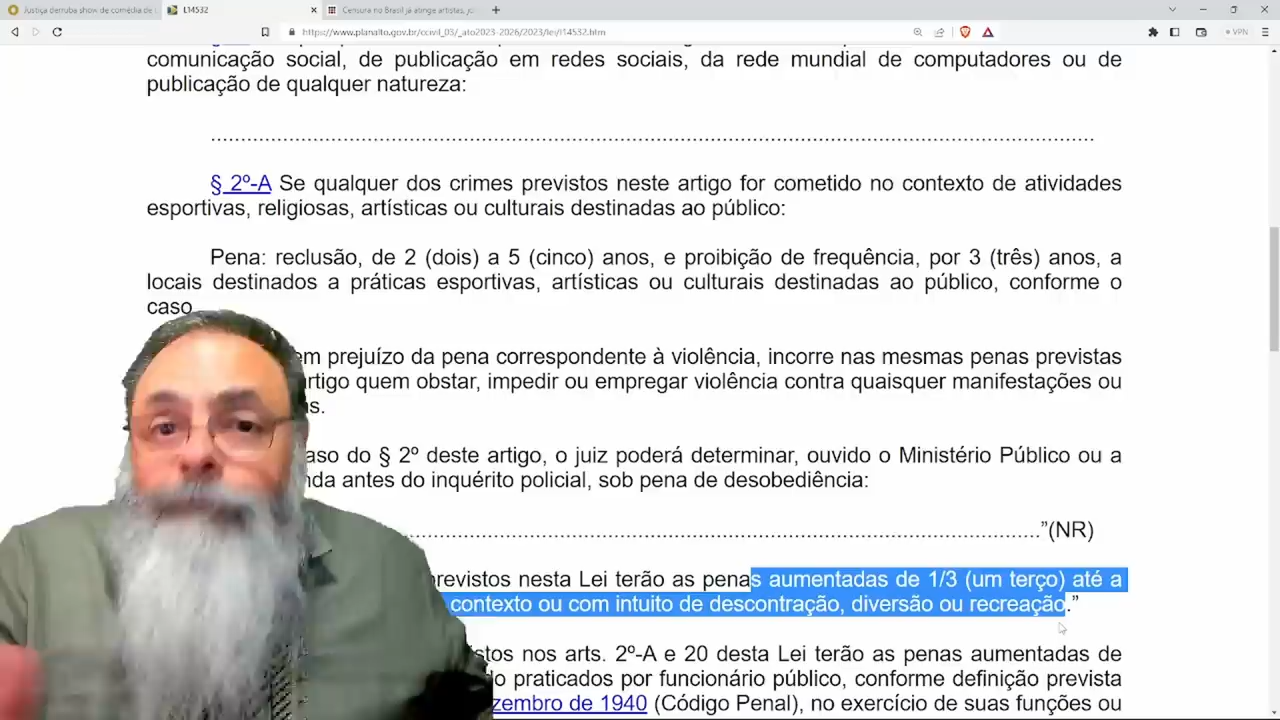 Justiça derruba show de comédia de l
L14532
Censura no Brasil já atinge artistas, jo
https://www.planalto.gov.br/ccivil_03/_ato2023-2026/2023/lei/l14532.htm
VPN
comunicação social, de publicação em redes sociais, da rede mundial de computadores ou de
publicação de qualquer natureza:
..........................................................................................................................................
§ 2º-A Se qualquer dos crimes previstos neste artigo for cometido no contexto de atividades
esportivas, religiosas, artísticas ou culturais destinadas ao público:
Pena: reclusão, de 2 (dois) a 5 (cinco) anos, e proibição de frequência, por 3 (três) anos, a
locais destinados a práticas esportivas, artísticas ou culturais destinadas ao público, conforme o
caso
em prejuízo da pena correspondente à violência, incorre nas mesmas penas previstas
rtigo quem obstar, impedir ou empregar violência contra quaisquer manifestações ou
s.
aso do § 2º deste artigo, o juiz poderá determinar, ouvido o Ministério Público ou a
nda antes do inquérito policial, sob pena de desobediência:
..................................................................................................”(NR)
previstos nesta Lei terão as penas aumentadas de 1/3 (um terço) até a
contexto ou com intuito de descontração, diversão ou recreação.”
stos nos arts. 2º-A e 20 desta Lei terão as penas aumentadas de
do praticados por funcionário público, conforme definição prevista
zembro de 1940 (Código Penal), no exercício de suas funções ou